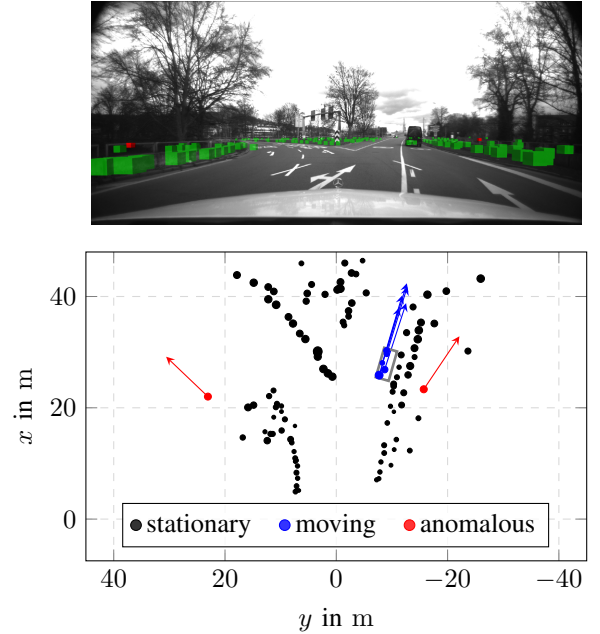 40
20
0
x in m
stationary moving anomalous
40 20 0 −20 −40
y in m